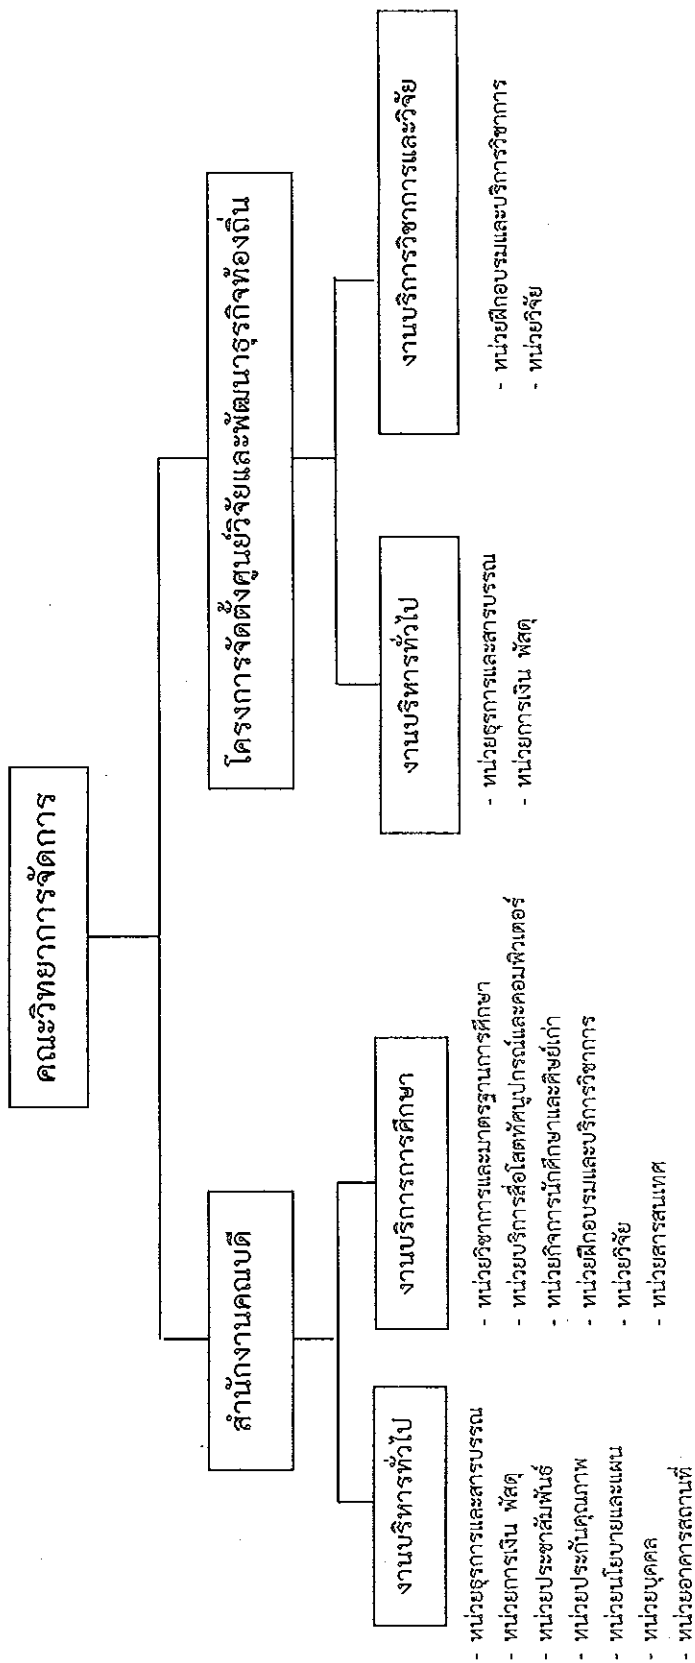 คณะวิทยาการจัดการ
สำนักงานคณบดี
โครงการจัดตั้งศูนย์วิจัยและพัฒนาธุรกิจท้องถิ่น
งานบริหารทั่วไป
- หน่วยธุรการและสารบรรณ
- หน่วยการเงิน พัสดุ
- หน่วยประชาสัมพันธ์
- หน่วยประกันคุณภาพ
- หน่วยนโยบายและแผน
- หน่วยบุคคล
- หน่วยอาคารสถานที่
งานบริการการศึกษา
- หน่วยวิชาการและมาตรฐานการศึกษา
- หน่วยบริการสื่อโสตทัศนูปกรณ์และคอมพิวเตอร์
- หน่วยกิจการนักศึกษาและศิษย์เก่า
- หน่วยฝึกอบรมและบริการวิชาการ
- หน่วยวิจัย
- หน่วยสารสนเทศ
งานบริหารทั่วไป
- หน่วยธุรการและสารบรรณ
- หน่วยการเงิน พัสดุ
งานบริการวิชาการและวิจัย
- หน่วยฝึกอบรมและบริการวิชาการ
- หน่วยวิจัย